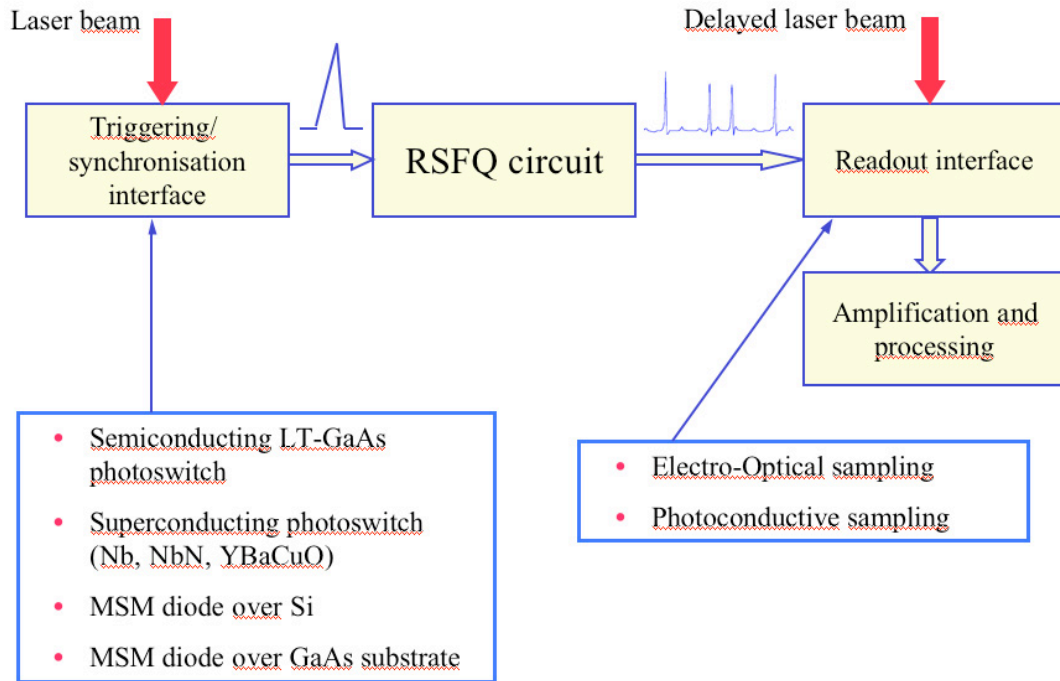 Laser beam
Delayed laser beam
Triggering/
synchronisation
interface
RSFQ circuit
Readout interface
Amplification and
processing
• Semiconducting LT-GaAs
photoswitch
• Superconducting photoswitch
(Nb, NbN, YBaCuO)
• MSM diode over Si
• MSM diode over GaAs substrate
• Electro-Optical sampling
• Photoconductive sampling